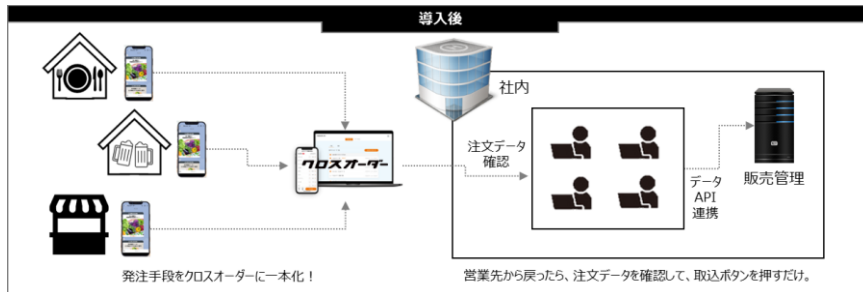 導入後
社内
クロスオーダー
注文データ
確認
データ
API
連携
販売管理
発注手段をクロスオーダーに一本化！
営業先から戻ったら、注文データを確認して、取込ボタンを押すだけ。